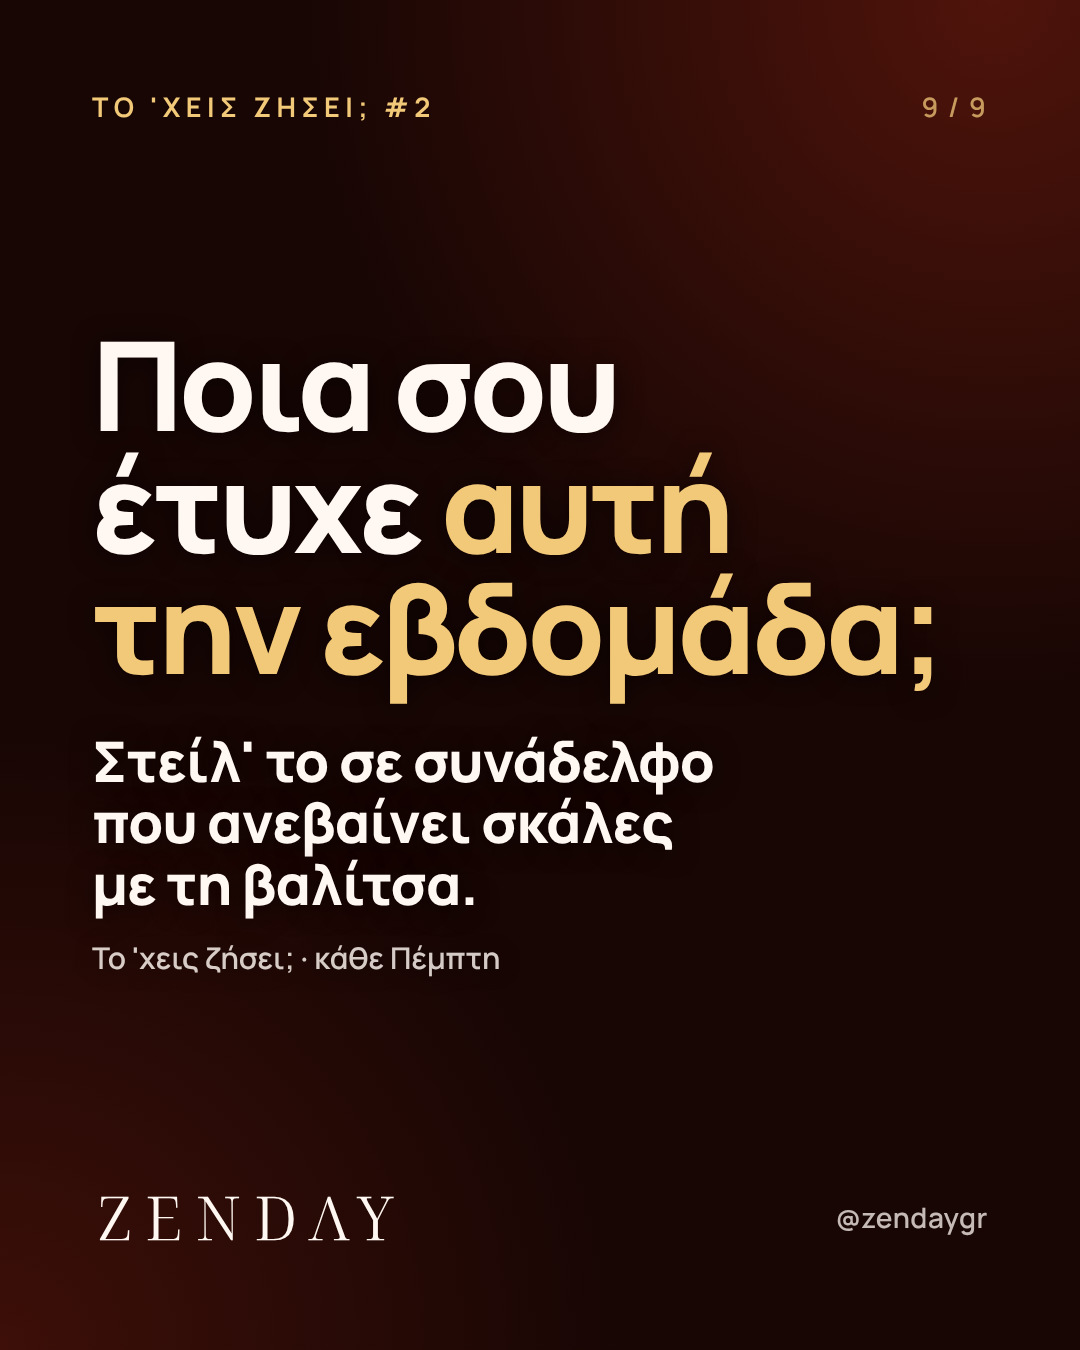 ΤΟ 'ΧΕΙΣ ΖΗΣΕΙ; #2
9 / 9
Ποια σου
έτυχε αυτή
την εβδομάδα;
Στείλ' το σε συνάδελφο
που ανεβαίνει σκάλες
με τη βαλίτσα.
Το 'χεις ζήσει; · κάθε Πέμπτη
ZENDAY
@zendaygr